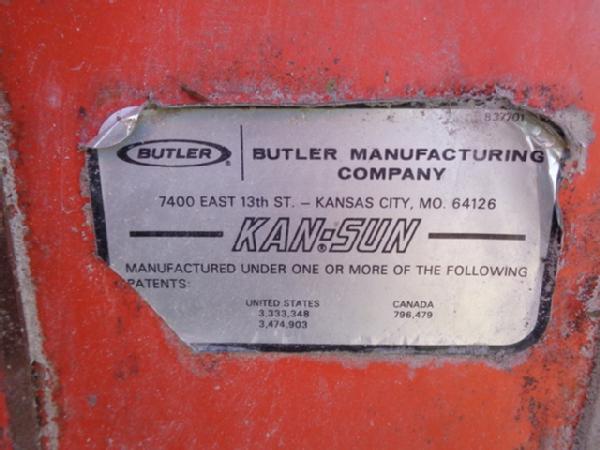 837701
BUTLER ® BUTLER MANUFACTURING
COMPANY
7400 EAST 13th ST. – KANSAS CITY, MO. 64126
KAN-SUN ®
MANUFACTURED UNDER ONE OR MORE OF THE FOLLOWING
PATENTS:
UNITED STATES CANADA
3,333,348 796,479
3,474,903